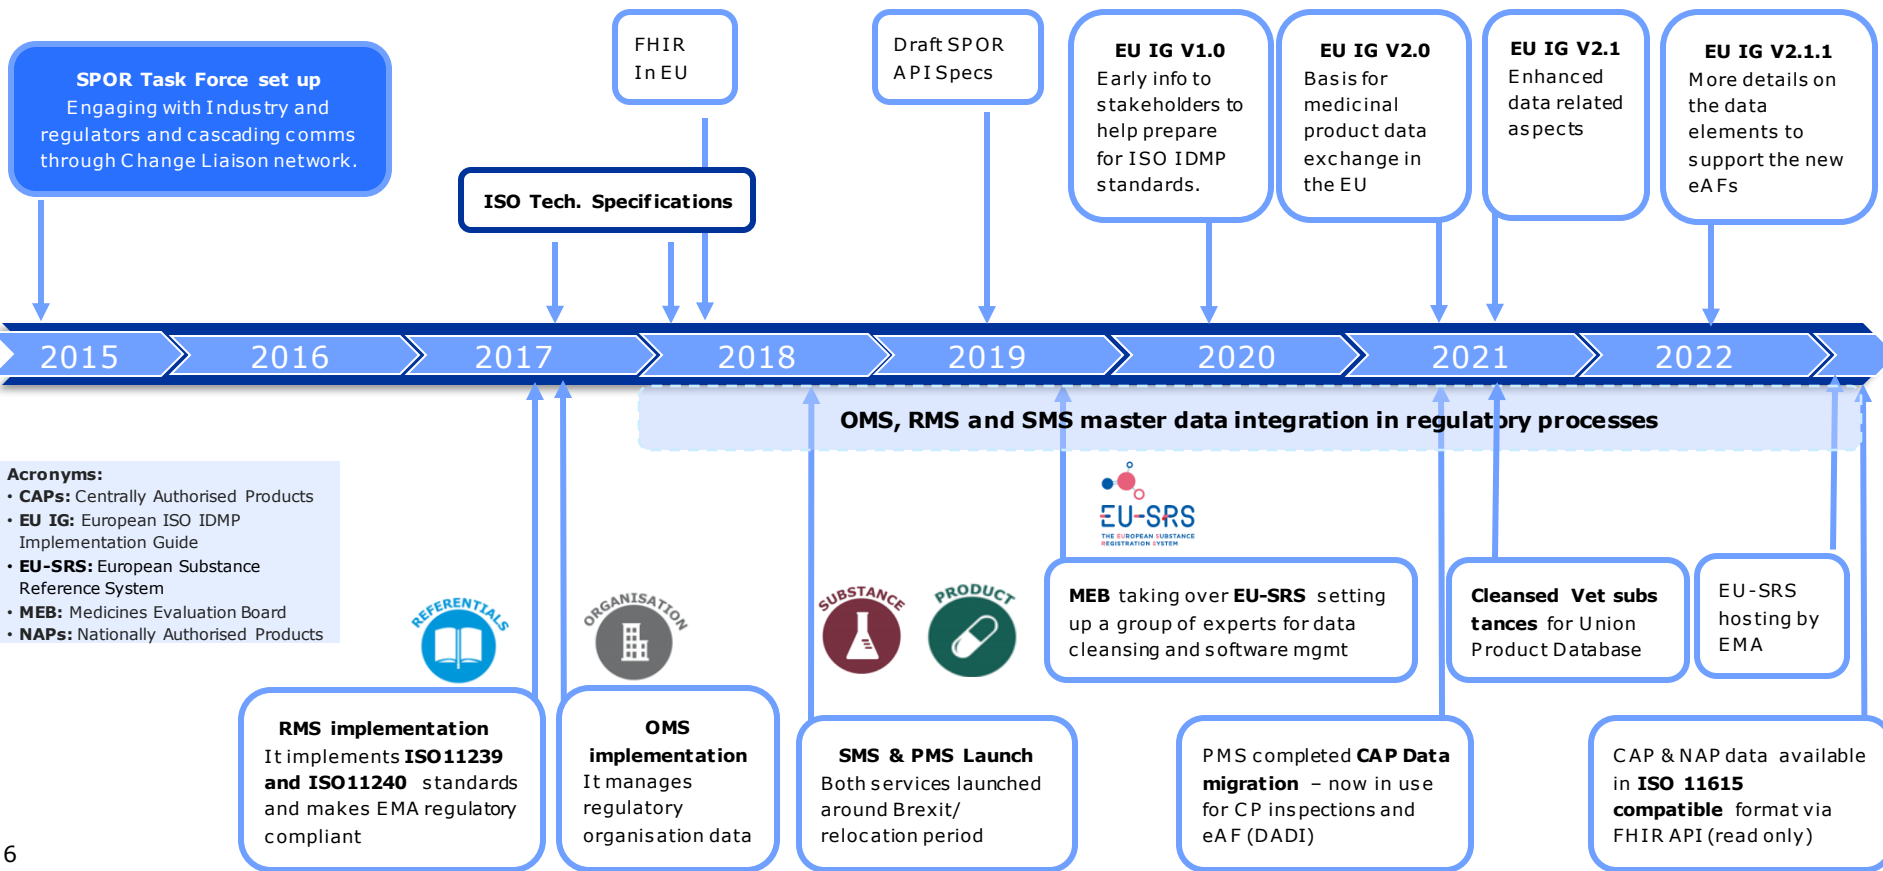 SPOR Task Force set up
Engaging with Industry and
regulators and cascading comms
through Change Liaison network.
FHIR
In EU
ISO Tech. Specifications
Draft SPOR
API Specs
EU IG V1.0
Early info to
stakeholders to
help prepare
for ISO IDMP
standards.
EU IG V2.0
Basis for
medicinal
product data
exchange in
the EU
EU IG V2.1
Enhanced
data related
aspects
EU IG V2.1.1
More details on
the data
elements to
support the new
eAFs
2015
2016
2017
2018
2019
2020
2021
2022
OMS, RMS and SMS master data integration in regulatory processes
Acronyms:
• CAPs: Centrally Authorised Products
• EU IG: European ISO IDMP
Implementation Guide
• EU-SRS: European Substance
Reference System
• MEB: Medicines Evaluation Board
• NAPs: Nationally Authorised Products
REFERENTIALS
ORGANISATION
SUBSTANCE
PRODUCT
EU-SRS
THE EUROPEAN SUBSTANCE
REGISTRATION SYSTEM
MEB taking over EU-SRS setting
up a group of experts for data
cleansing and software mgmt
Cleansed Vet subs
tances for Union
Product Database
EU-SRS
hosting by
EMA
RMS implementation
It implements ISO11239
and ISO11240 standards
and makes EMA regulatory
compliant
OMS
implementation
It manages
regulatory
organisation data
SMS & PMS Launch
Both services launched
around Brexit/
relocation period
PMS completed CAP Data
migration – now in use
for CP inspections and
eAF (DADI)
CAP & NAP data available
in ISO 11615
compatible format via
FHIR API (read only)
6